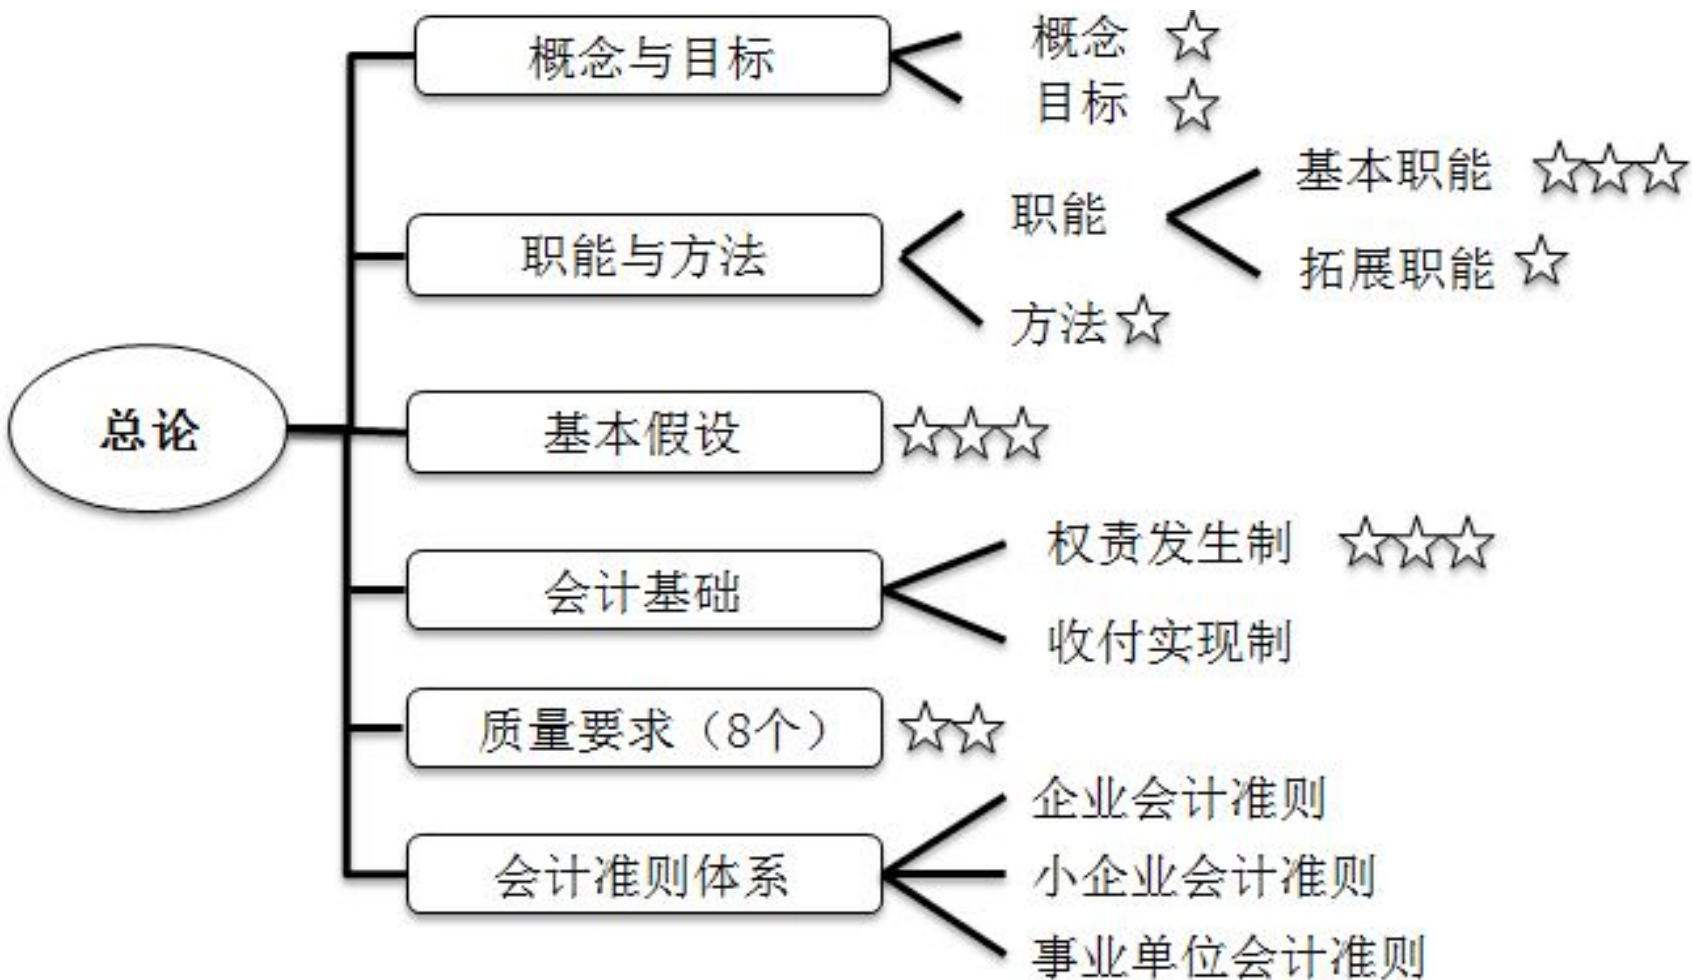 总论
概念与目标
概念 ☆
目标 ☆
职能与方法
职能
基本职能 ☆☆☆
拓展职能 ☆
方法 ☆
基本假设 ☆☆☆
会计基础
权责发生制 ☆☆☆
收付实现制
质量要求（8个） ☆☆
会计准则体系
企业会计准则
小企业会计准则
事业单位会计准则